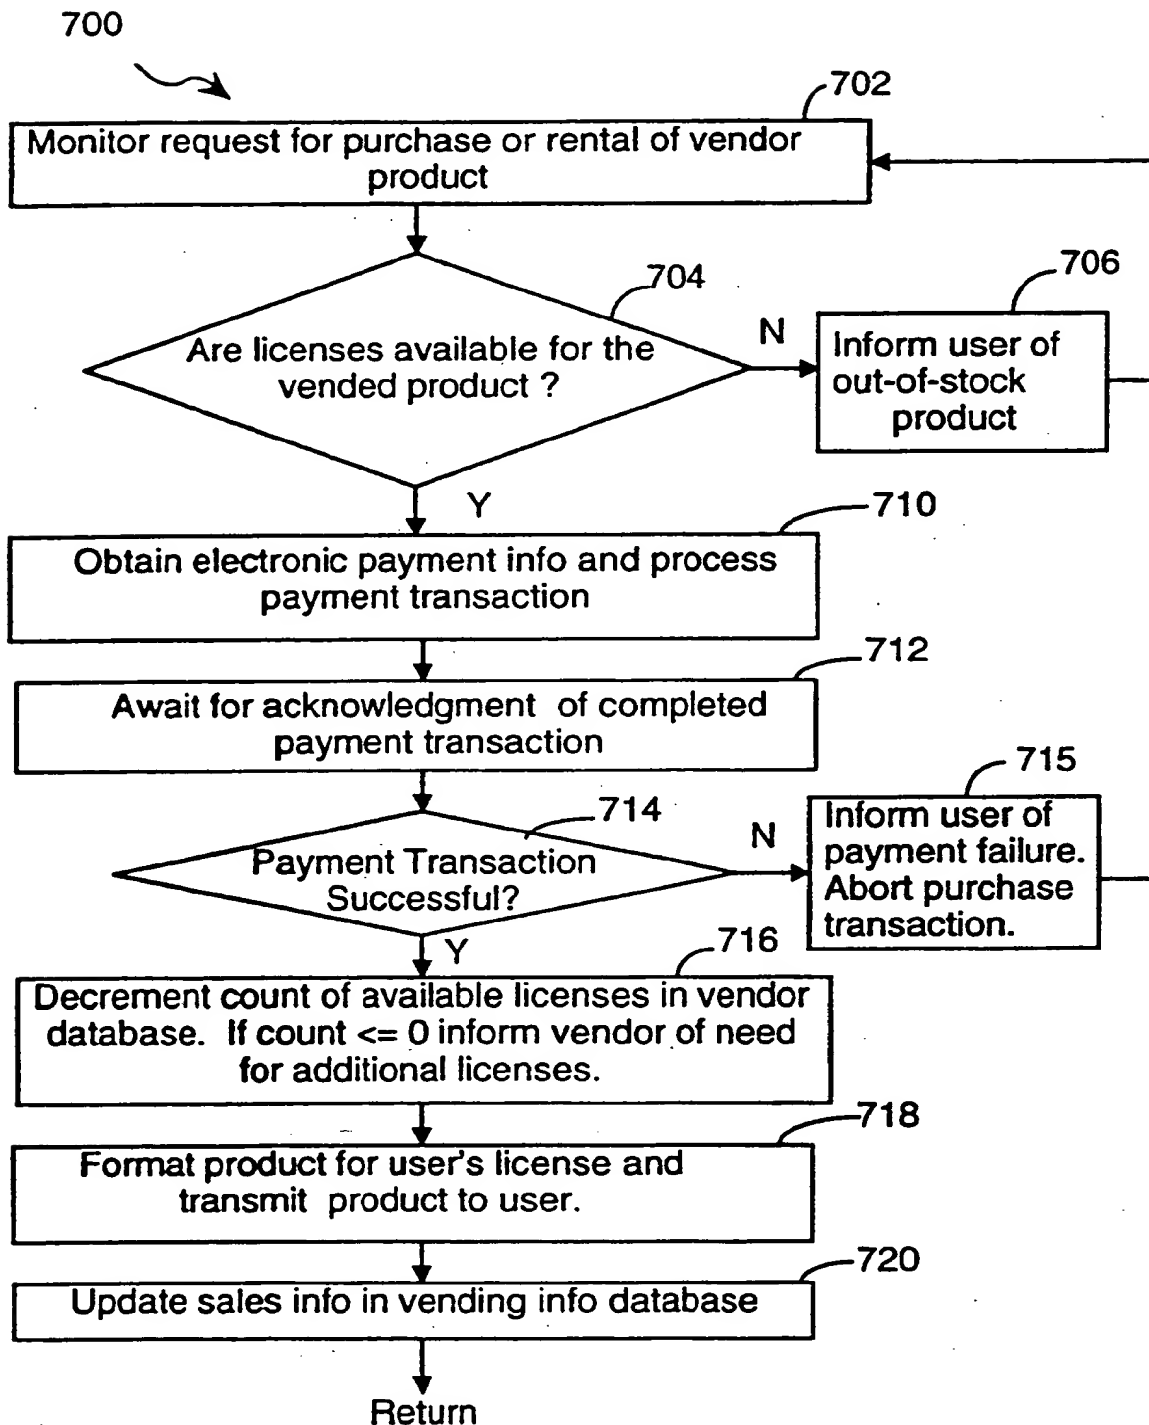 700
702
Monitor request for purchase or rental of vendor
product
704
Are licenses available for the
vended product ?
N
706
Inform user of
out-of-stock
product
Y
710
Obtain electronic payment info and process
payment transaction
712
Await for acknowledgment of completed
payment transaction
714
Payment Transaction
Successful?
N
715
Inform user of
payment failure.
Abort purchase
transaction.
Y
716
Decrement count of available licenses in vendor
database. If count <= 0 inform vendor of need
for additional licenses.
718
Format product for user's license and
transmit product to user.
720
Update sales info in vending info database
Return